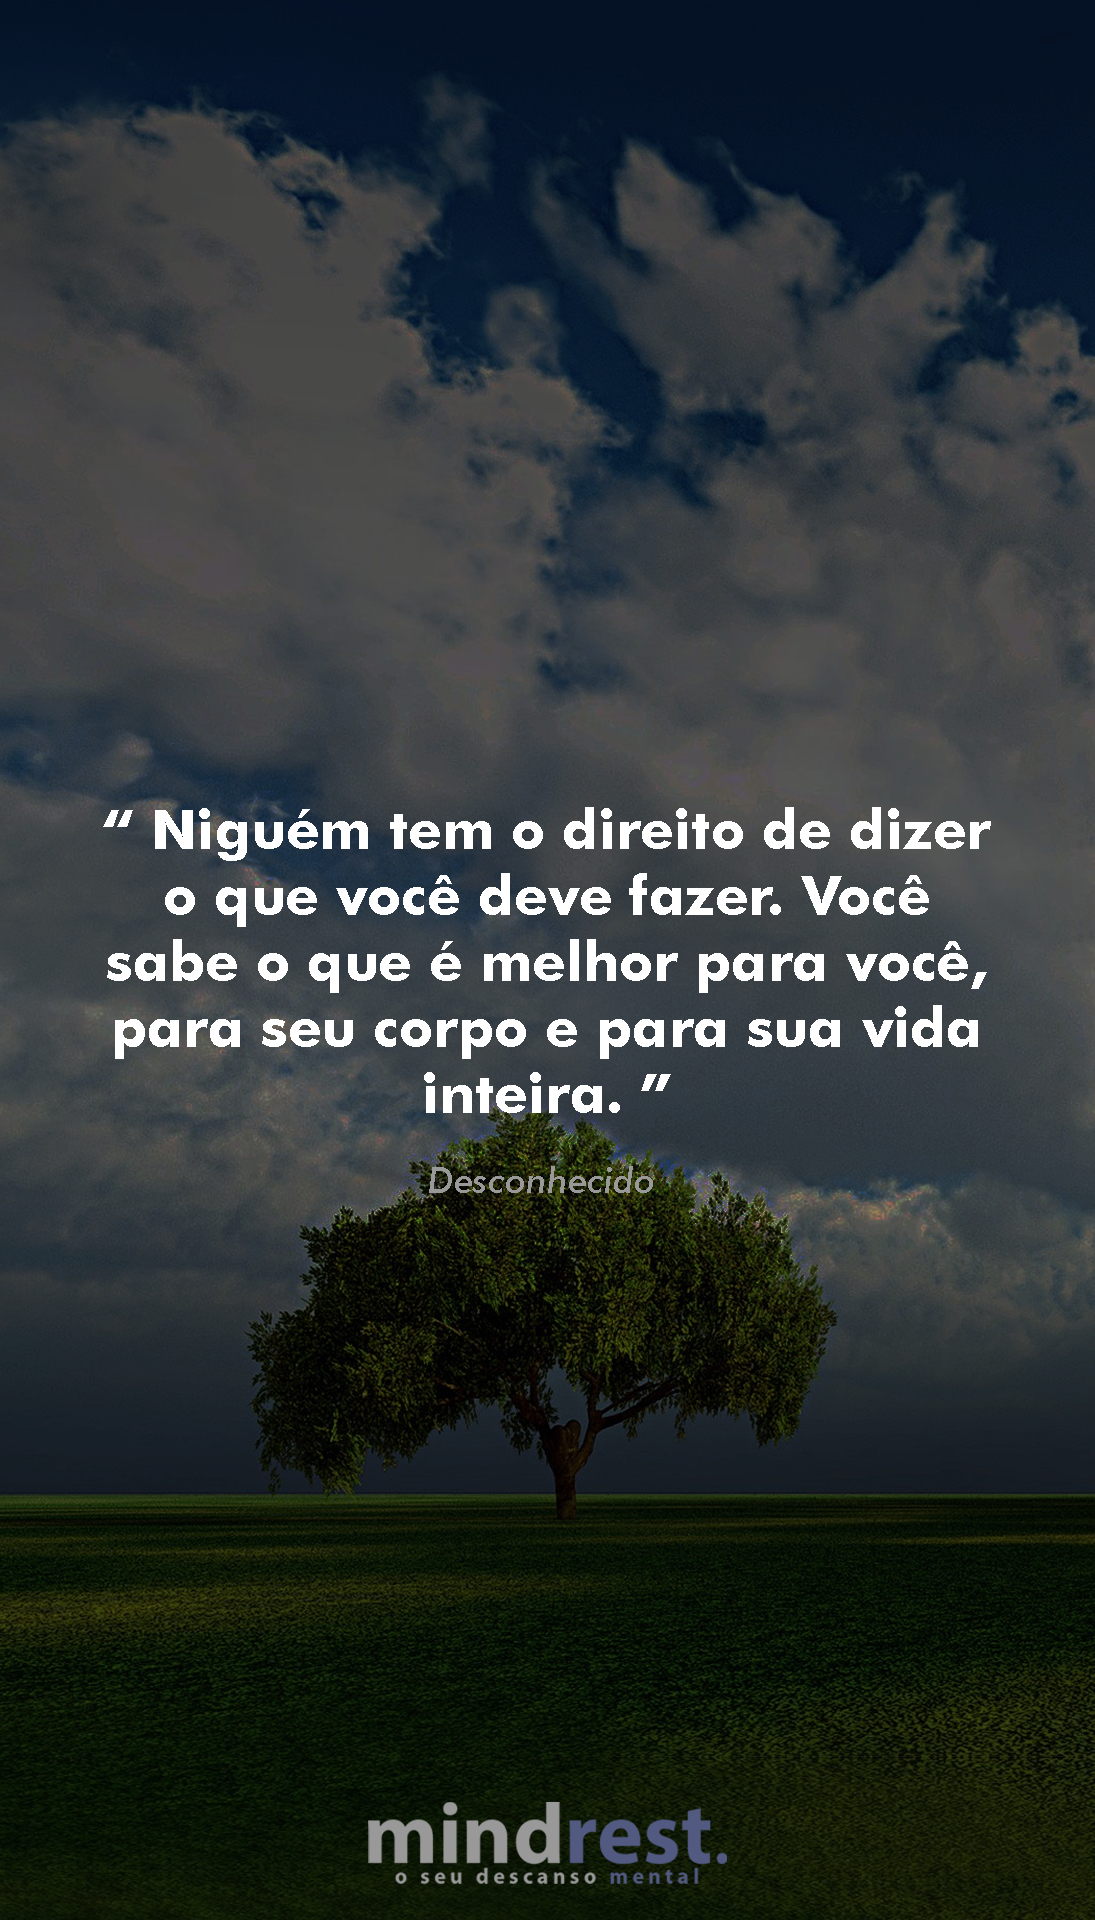 “ Niguém tem o direito de dizer
o que você deve fazer. Você
sabe o que é melhor para você,
para seu corpo e para sua vida
inteira. ”
Desconhecido
mindrest.
o seu descanso mental